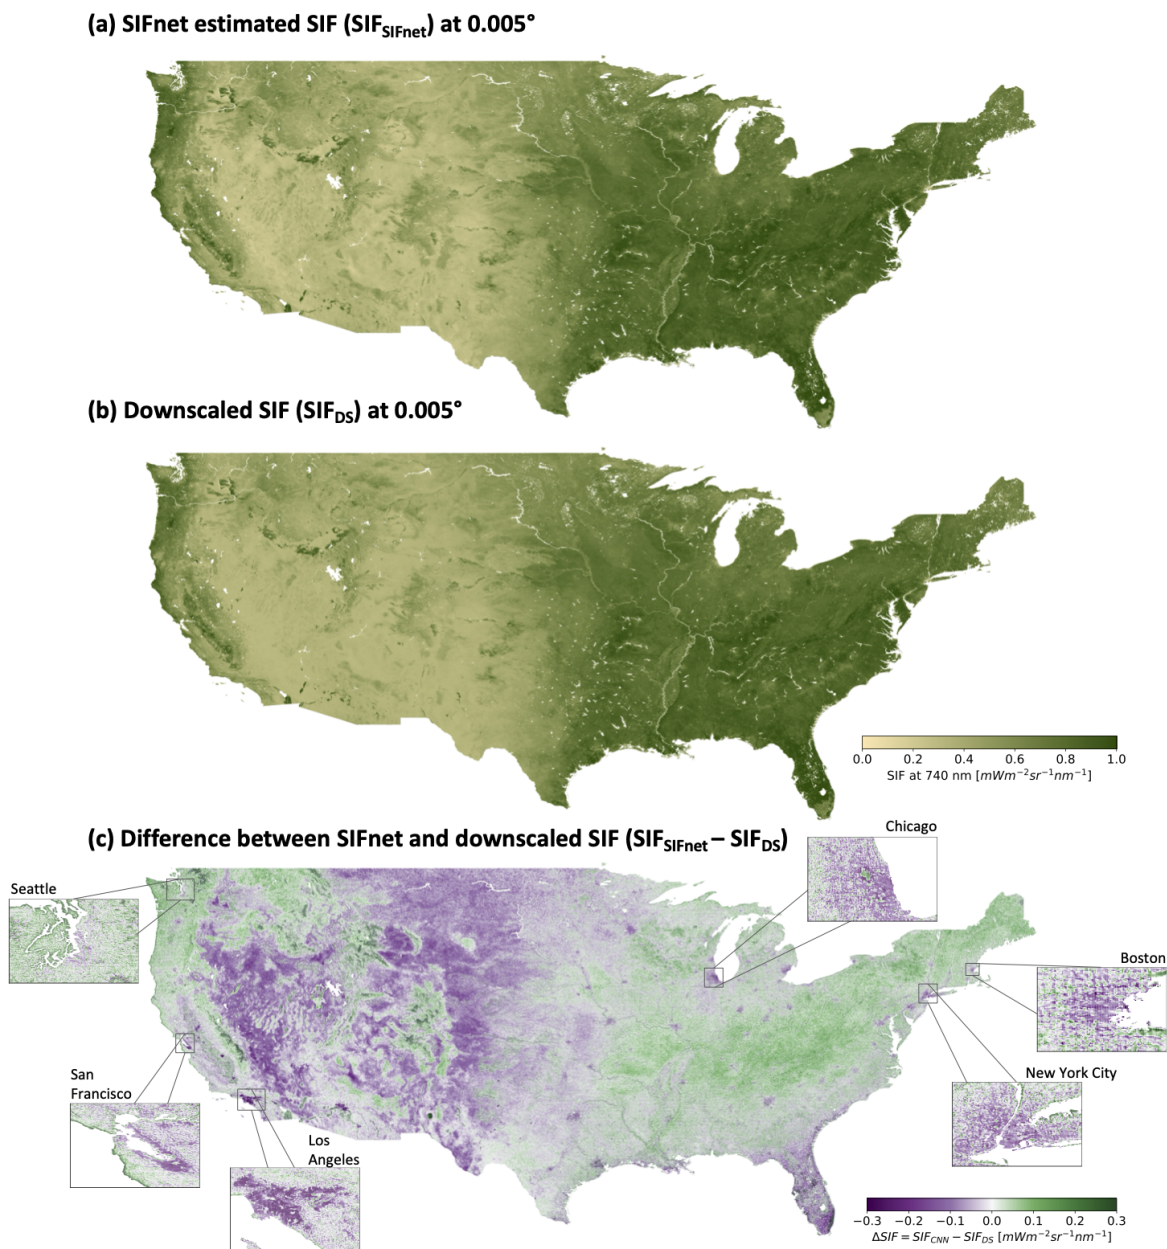 (a) SIFnet estimated SIF (SIFSIFnet) at 0.005°
(b) Downscaled SIF (SIFDS) at 0.005°
0.0 0.2 0.4 0.6 0.8 1.0
SIF at 740 nm [mWm−2sr−1nm−1]
(c) Difference between SIFnet and downscaled SIF (SIFSIFnet – SIFDS)
Chicago
Seattle
Boston
San
Francisco
New York City
Los
Angeles
−0.3 −0.2 −0.1 0.0 0.1 0.2 0.3
ΔSIF = SIFCNN − SIFDS [mWm−2sr−1nm−1]